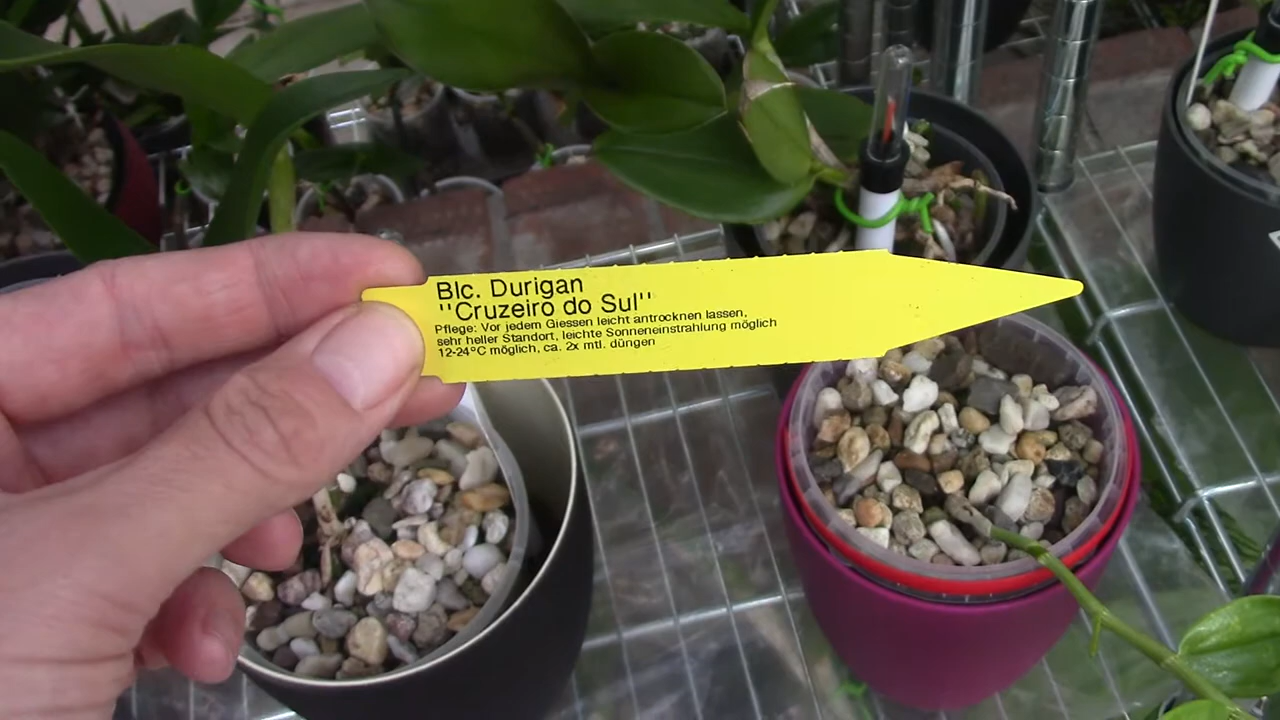 Blc. Durigan
''Cruzeiro do Sul''
Pflege: Vor jedem Giessen leicht antrocknen lassen,
sehr heller Standort, leichte Sonneneinstrahlung möglich
12-24°C möglich, ca. 2x mtl. düngen